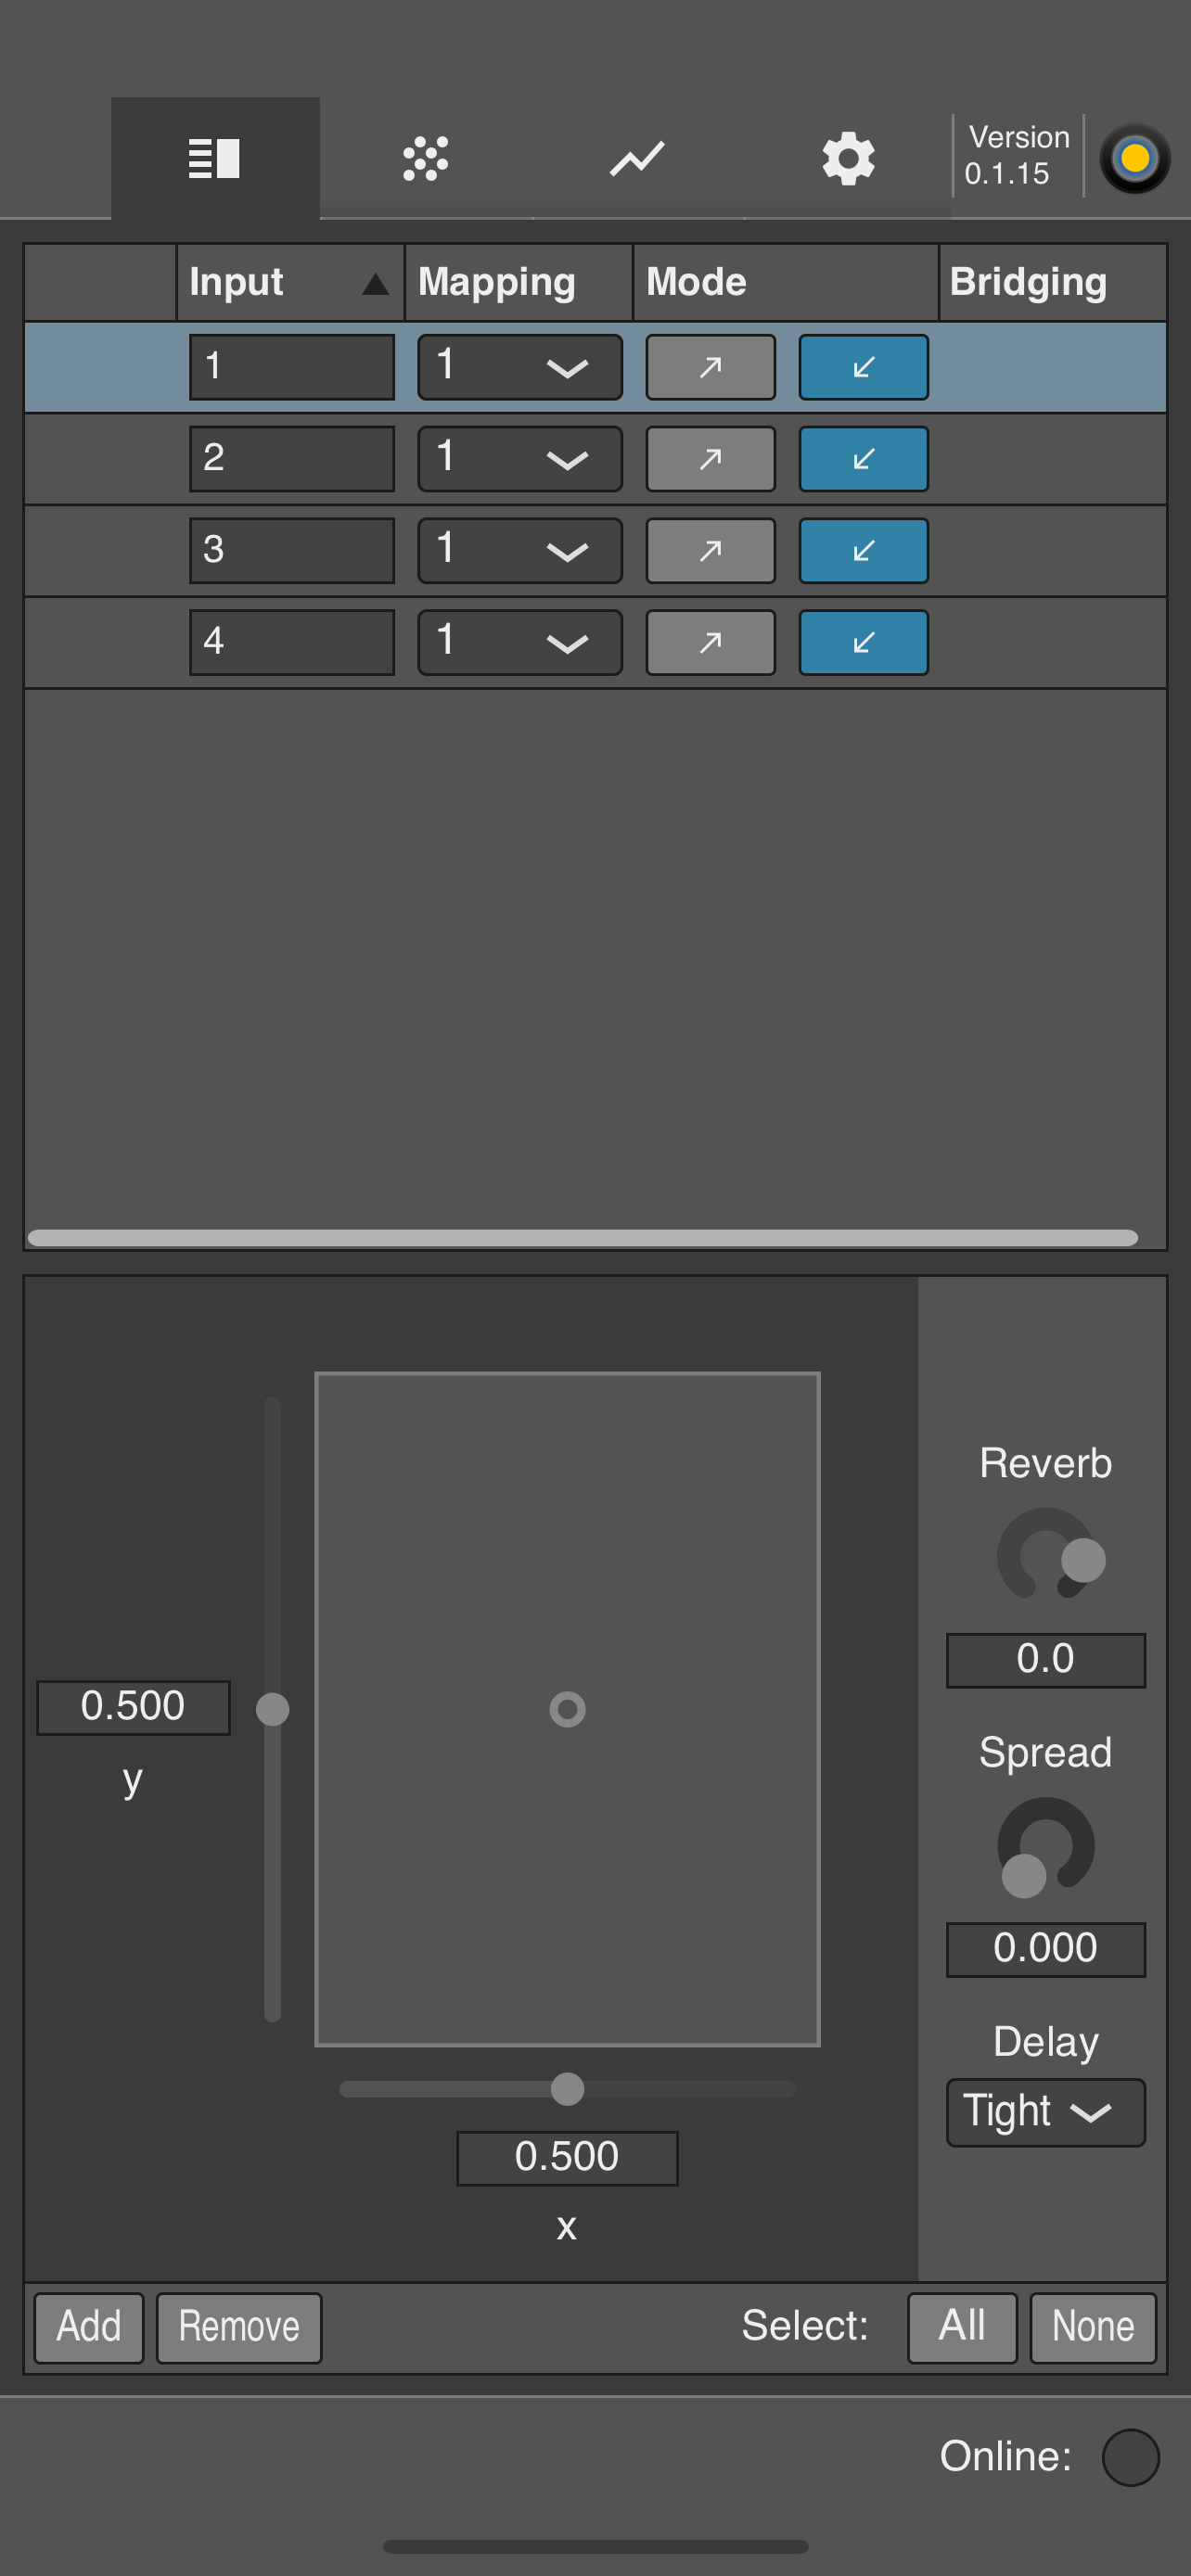 Version
0.1.15
Input Mapping Mode Bridging
1 1
2 1
3 1
4 1
Reverb
0.0
0.500
y
Spread
0.000
Delay
Tight
0.500
x
Add Remove Select: All None
Online: